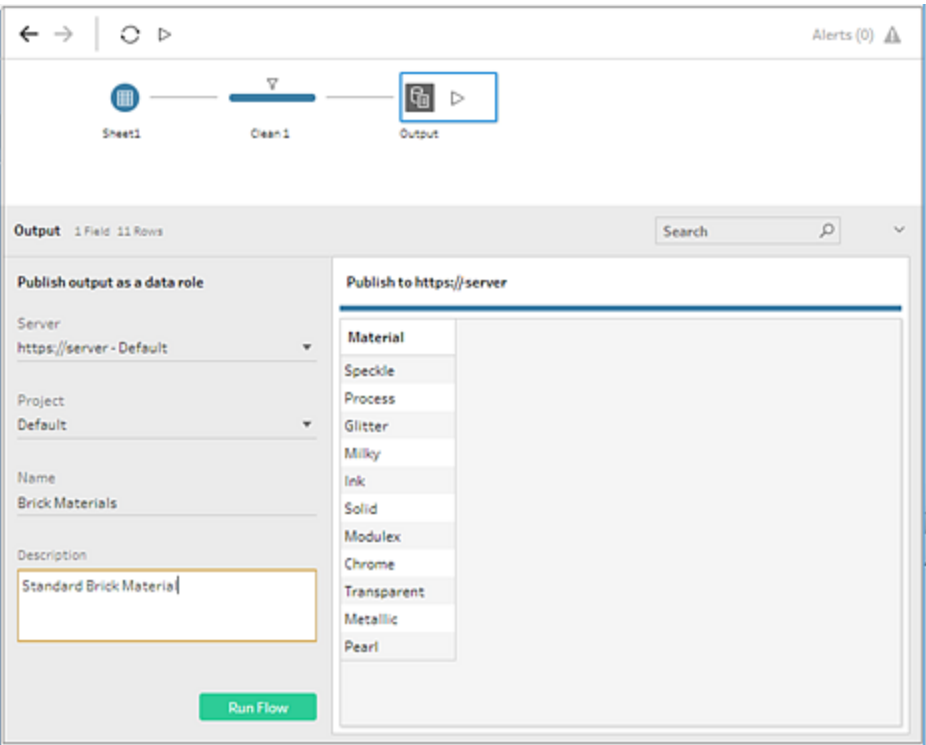 Alerts (0)
Sheet1 Clean 1 Output
Output 1 Field 11 Rows Search
Publish output as a data role
Server
https://server - Default
Project
Default
Name
Brick Materials
Description
Standard Brick Material
Run Flow
Publish to https://server
Material
Speckle
Process
Glitter
Milky
Ink
Solid
Modulex
Chrome
Transparent
Metallic
Pearl